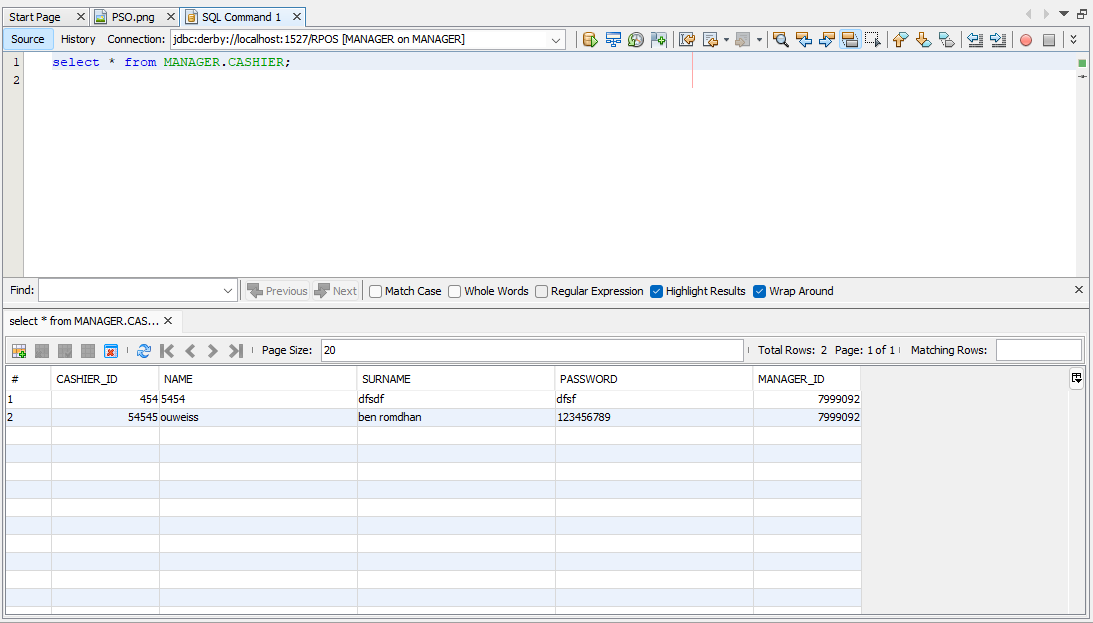 Start Page PSO.png SQL Command 1
Source History Connection: jdbc:derby://localhost:1527/RPOS [MANAGER on MANAGER]
1 select * from MANAGER.CASHIER;
2
Find: Previous Next Match Case Whole Words Regular Expression Highlight Results Wrap Around
select * from MANAGER.CAS...
Page Size: 20 Total Rows: 2 Page: 1 of 1 Matching Rows:
# CASHIER_ID NAME SURNAME PASSWORD MANAGER_ID
1 454 5454 dfsdf dfsf 7999092
2 54545 ouweiss ben romdhan 123456789 7999092